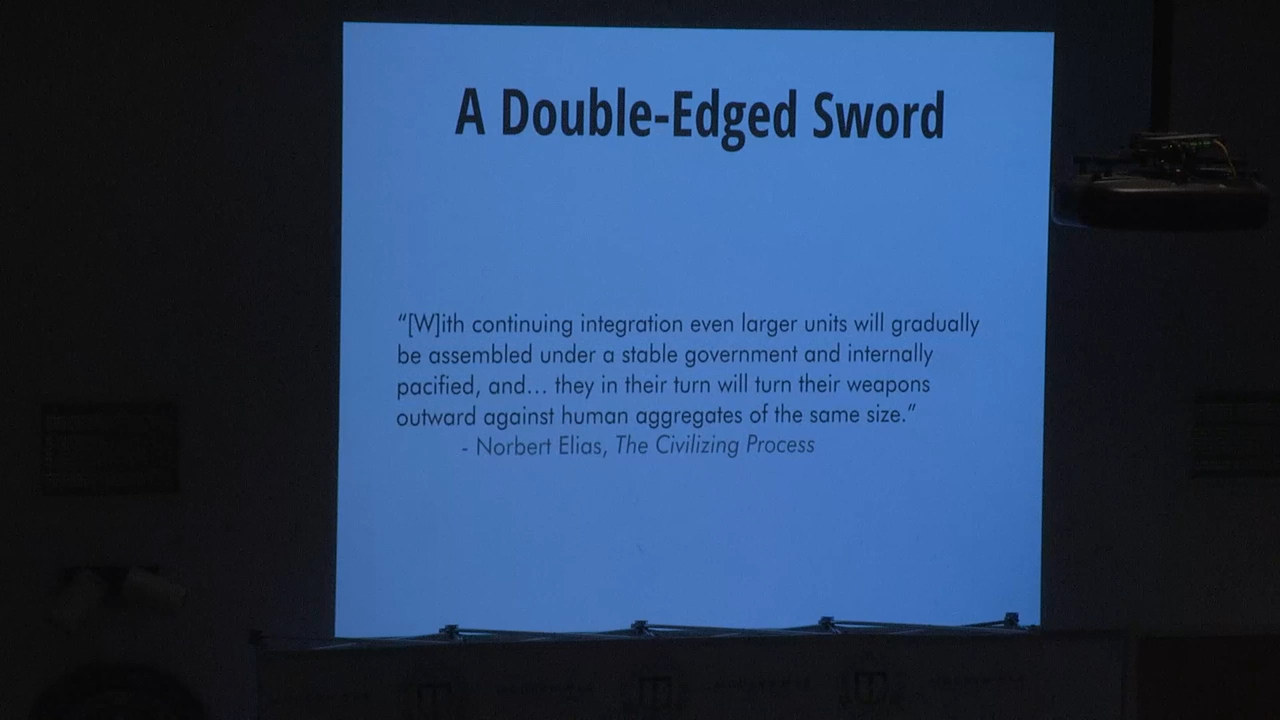 A Double-Edged Sword
“[W]ith continuing integration even larger units will gradually
be assembled under a stable government and internally
pacified, and... they in their turn will turn their weapons
outward against human aggregates of the same size.”
- Norbert Elias, The Civilizing Process